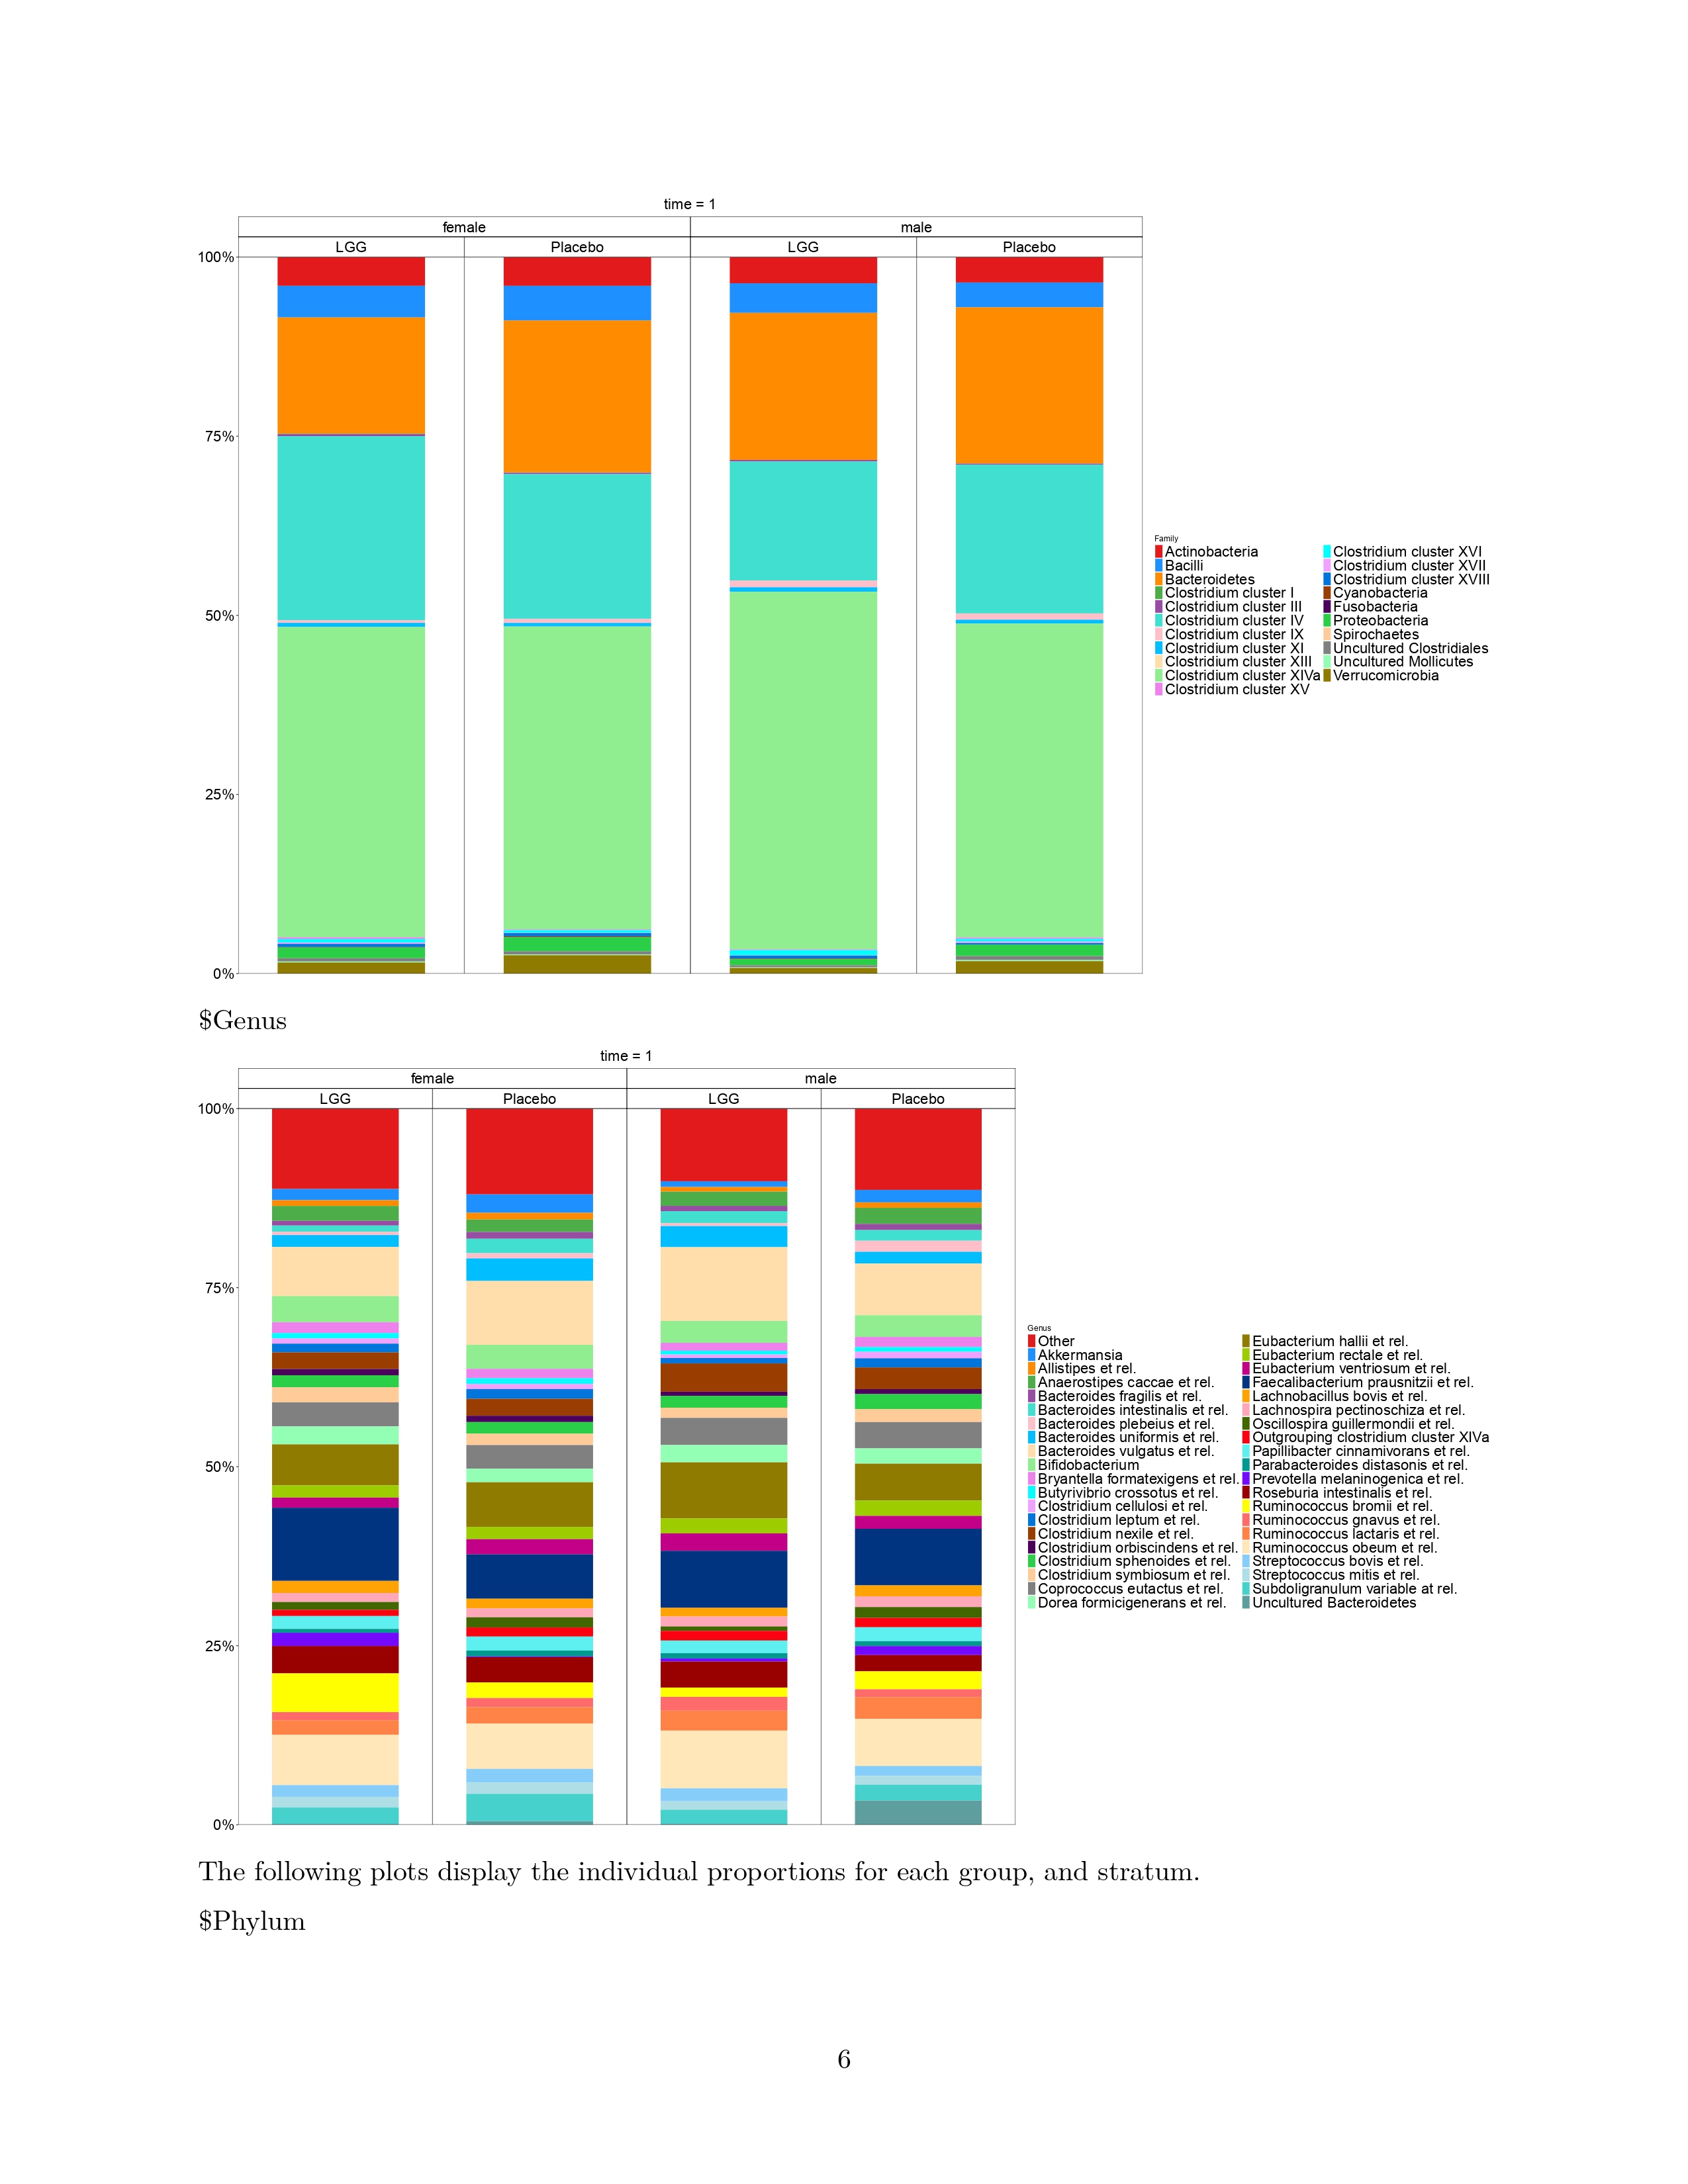 time = 1
female male
LGG Placebo LGG Placebo
100%
75%
50%
25%
0%
Family
Actinobacteria
Bacilli
Bacteroidetes
Clostridium cluster I
Clostridium cluster III
Clostridium cluster IV
Clostridium cluster IX
Clostridium cluster XI
Clostridium cluster XIII
Clostridium cluster XIVa
Clostridium cluster XV
Clostridium cluster XVI
Clostridium cluster XVII
Clostridium cluster XVIII
Cyanobacteria
Fusobacteria
Proteobacteria
Spirochaetes
Uncultured Clostridiales
Uncultured Mollicutes
Verrucomicrobia
$Genus
time = 1
female male
LGG Placebo LGG Placebo
100%
75%
50%
25%
0%
Genus
Other
Akkermansia
Allistipes et rel.
Anaerostipes caccae et rel.
Bacteroides fragilis et rel.
Bacteroides intestinalis et rel.
Bacteroides plebeius et rel.
Bacteroides uniformis et rel.
Bacteroides vulgatus et rel.
Bifidobacterium
Bryantella formatexigens et rel.
Butyrivibrio crossotus et rel.
Clostridium cellulosi et rel.
Clostridium leptum et rel.
Clostridium nexile et rel.
Clostridium orbiscindens et rel.
Clostridium sphenoides et rel.
Clostridium symbiosum et rel.
Coprococcus eutactus et rel.
Dorea formicigenerans et rel.
Eubacterium hallii et rel.
Eubacterium rectale et rel.
Eubacterium ventriosum et rel.
Faecalibacterium prausnitzii et rel.
Lachnobacillus bovis et rel.
Lachnospira pectinoschiza et rel.
Oscillospira guillermondii et rel.
Outgrouping clostridium cluster XIVa
Papillibacter cinnamivorans et rel.
Parabacteroides distasonis et rel.
Prevotella melaninogenica et rel.
Roseburia intestinalis et rel.
Ruminococcus bromii et rel.
Ruminococcus gnavus et rel.
Ruminococcus lactaris et rel.
Ruminococcus obeum et rel.
Streptococcus bovis et rel.
Streptococcus mitis et rel.
Subdoligranulum variable at rel.
Uncultured Bacteroidetes
The following plots display the individual proportions for each group, and stratum.
$Phylum
6